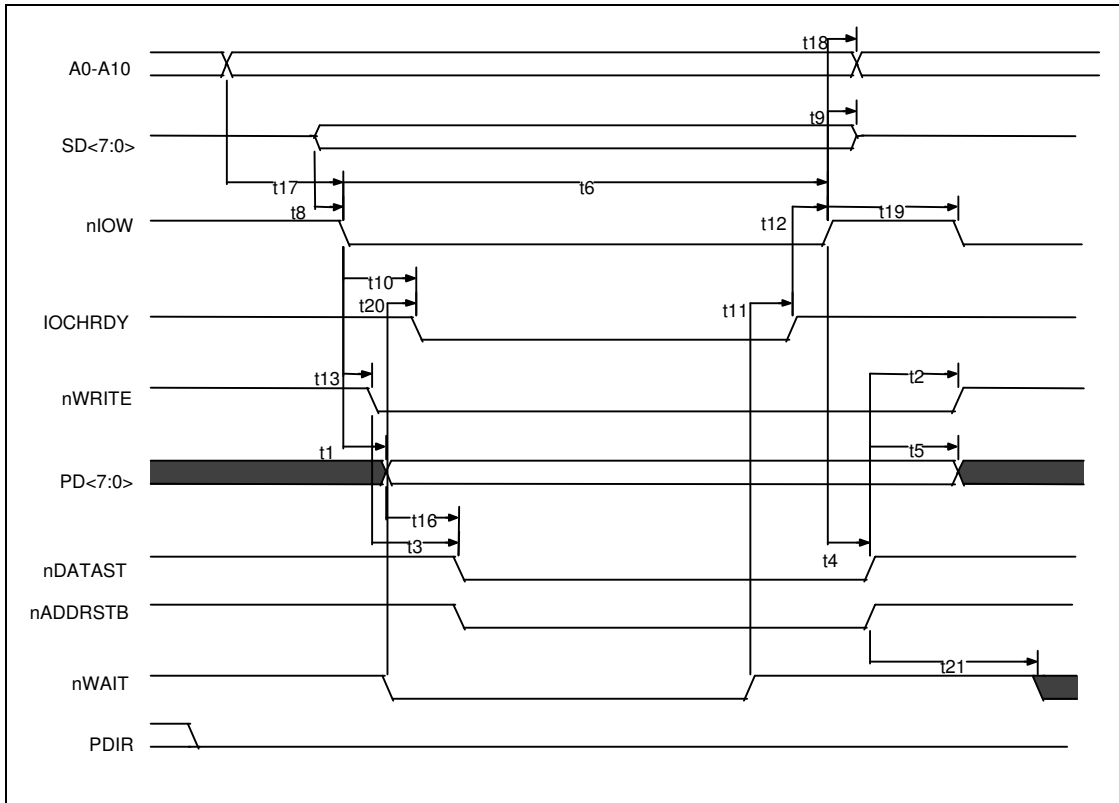 t18
A0-A10
t9
SD<7:0>
t17
t6
t8
t12
t19
nIOW
t10
t20
t11
IOCHRDY
t13
t2
nWRITE
t1
t5
PD<7:0>
t16
t3
t4
nDATAST
nADDRSTB
t21
nWAIT
PDIR